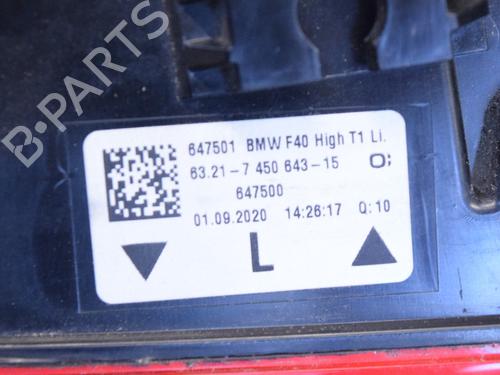 647501 BMW F40 High T1 Li.
63.21-7 450 643-15 O:
647500
01.09.2020 14:26:17 Q:10
L
B-PARTS